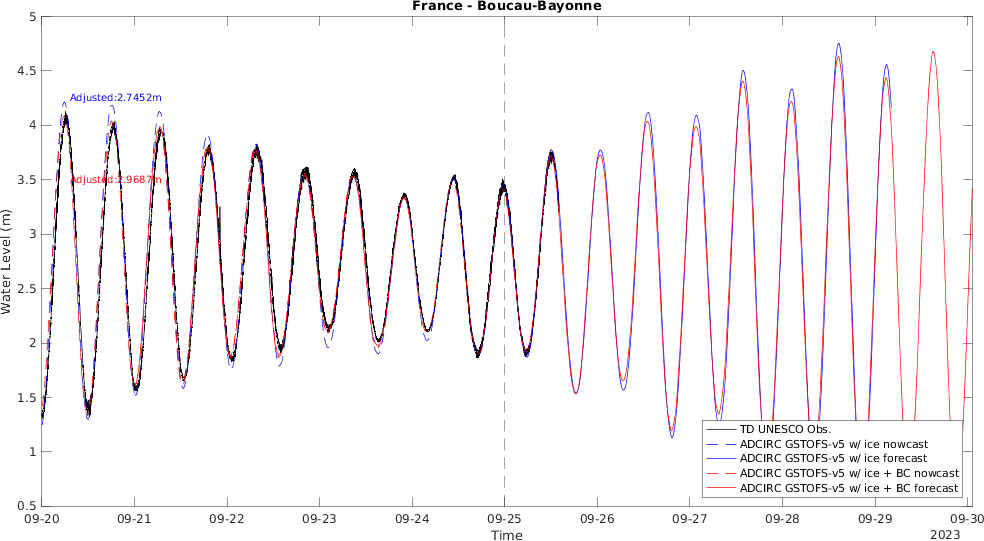 France - Boucau-Bayonne
5
4.5
4
3.5
3
2.5
2
1.5
1
0.5
Water Level (m)
Adjusted:2.7452m
Adjusted:2.9687m
TD UNESCO Obs.
ADCIRC GSTOFS-v5 w/ ice nowcast
ADCIRC GSTOFS-v5 w/ ice forecast
ADCIRC GSTOFS-v5 w/ ice + BC nowcast
ADCIRC GSTOFS-v5 w/ ice + BC forecast
09-20 09-21 09-22 09-23 09-24 09-25 09-26 09-27 09-28 09-29 09-30
Time
2023